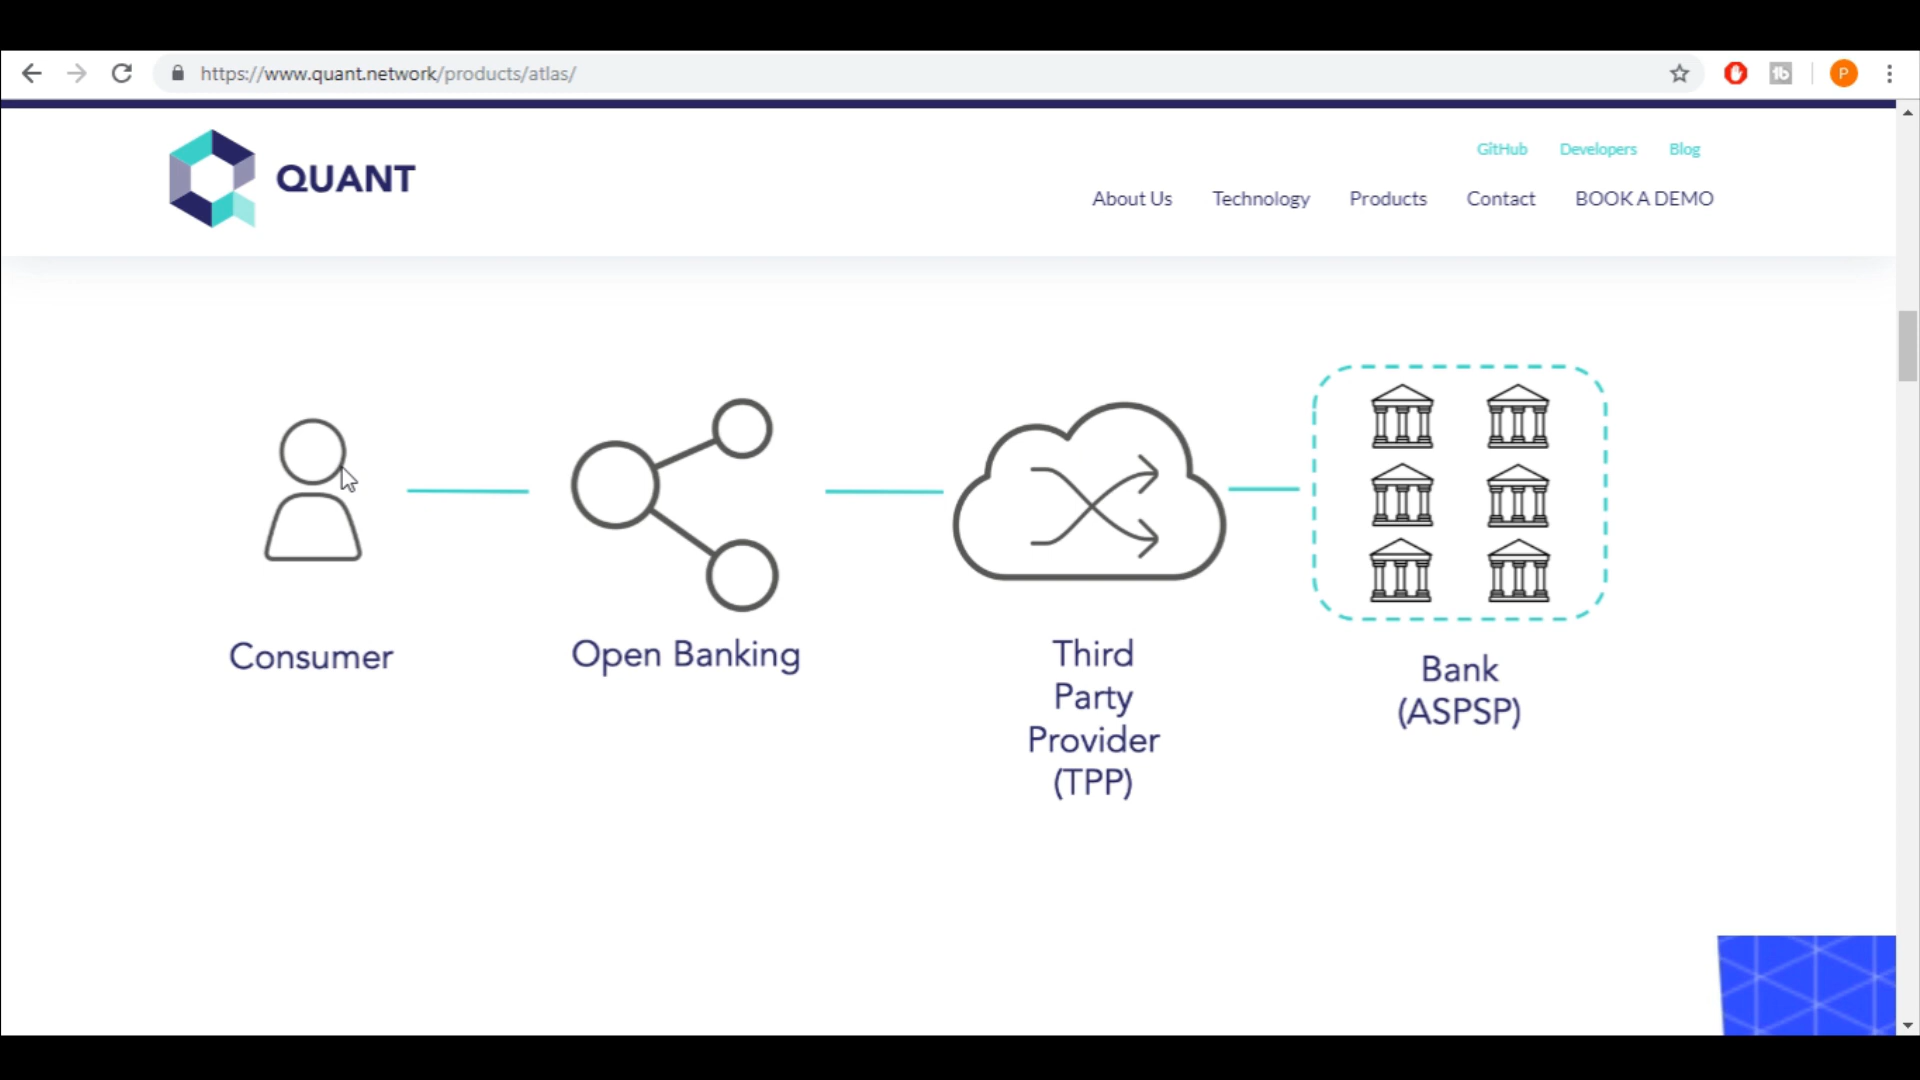 https://www.quant.network/products/atlas/
P
QUANT
GitHub Developers Blog
About Us Technology Products Contact BOOK A DEMO
Consumer
Open Banking
Third
Party
Provider
(TPP)
Bank
(ASPSP)